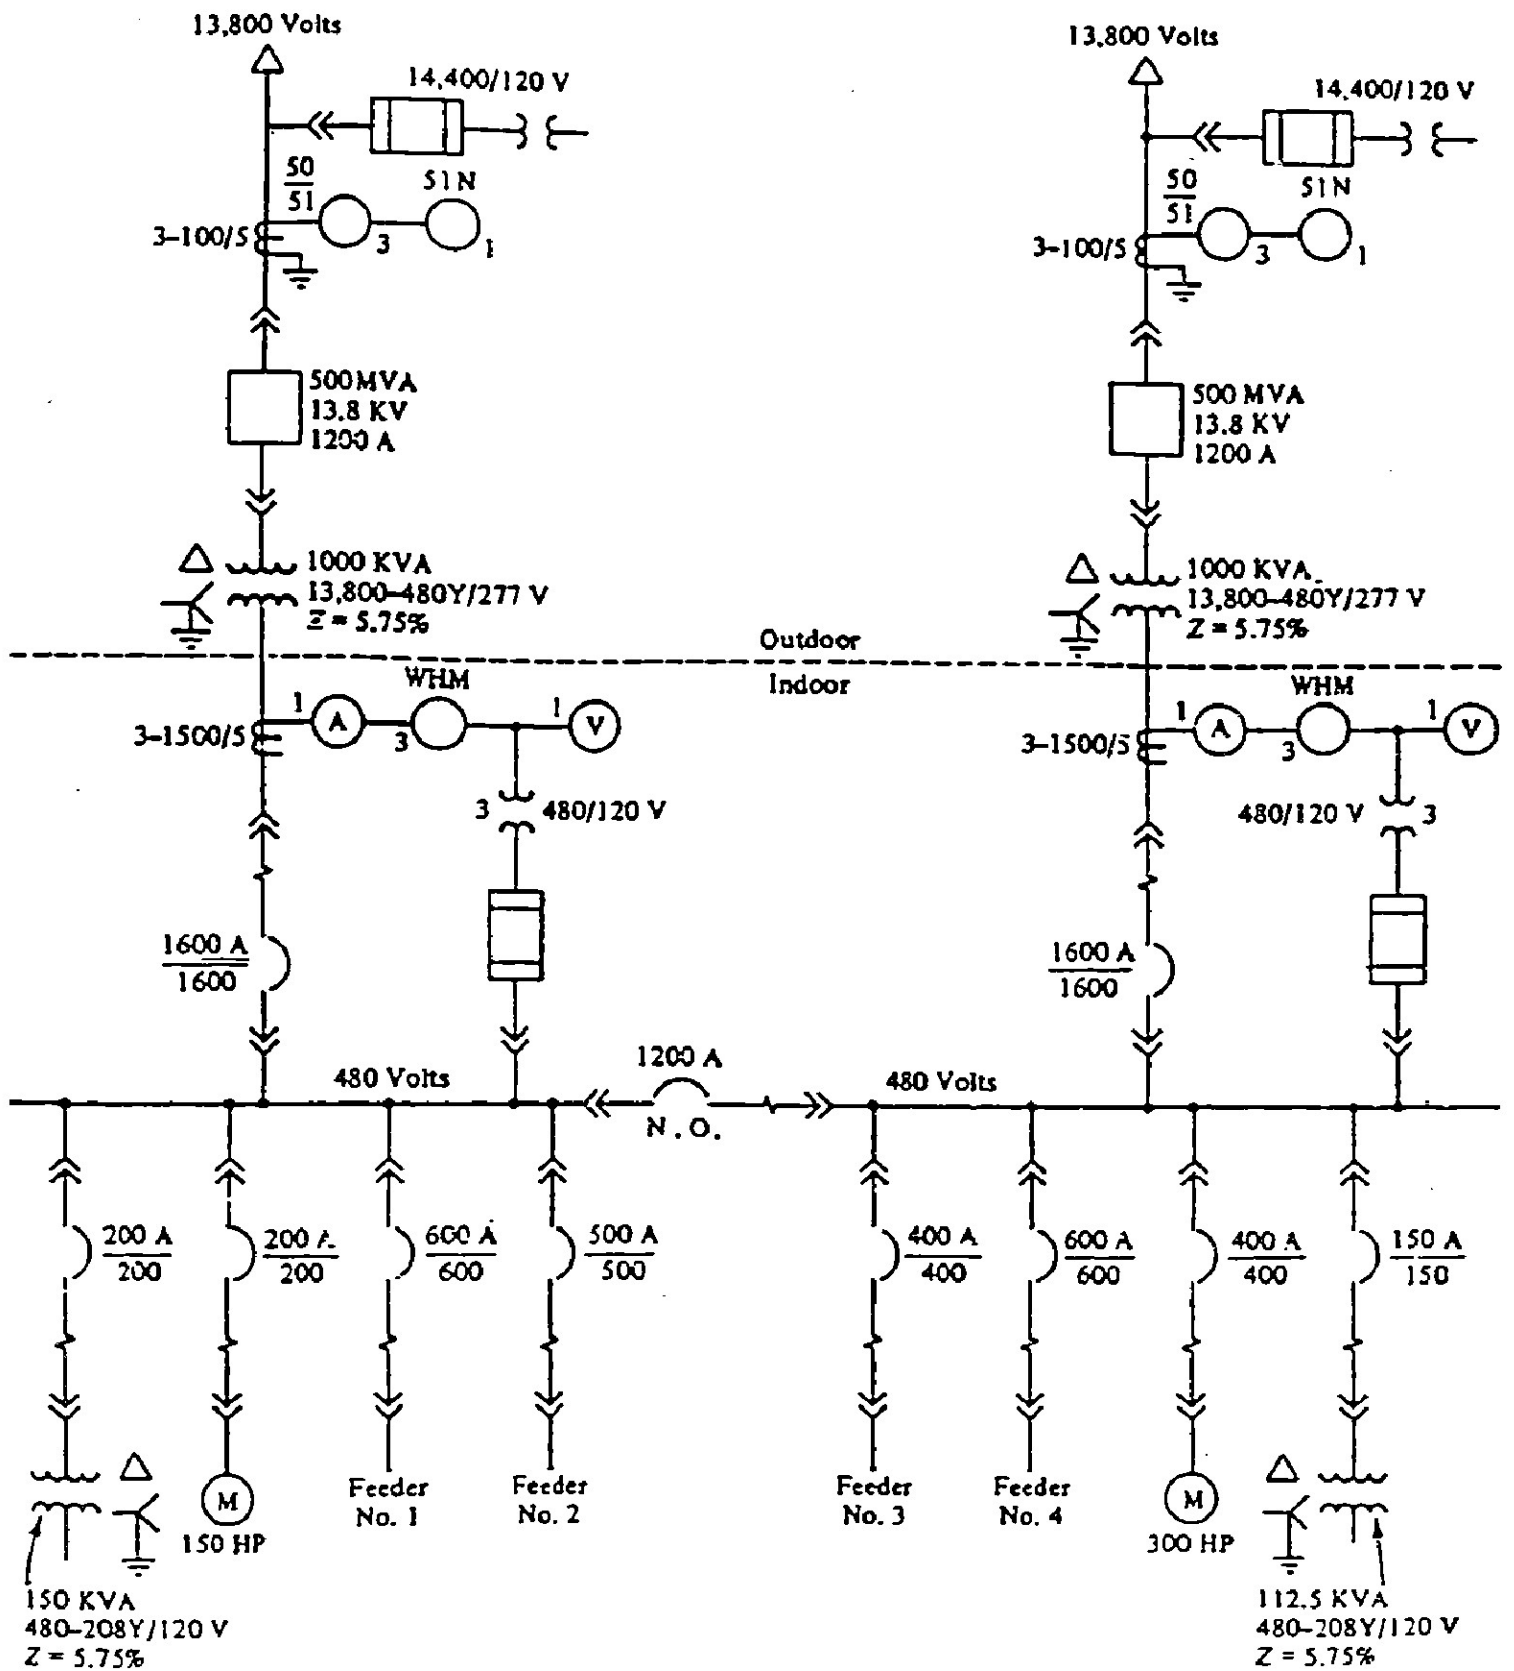 13,800 Volts
14,400/120 V
50
51
51N
3-100/5
3
1
500 MVA
13.8 KV
1200 A
1000 KVA
13,800-480Y/277 V
Z = 5.75%
13,800 Volts
14,400/120 V
50
51
51N
3-100/5
3
1
500 MVA
13.8 KV
1200 A
1000 KVA
13,800-480Y/277 V
Z = 5.75%
Outdoor
Indoor
WHM
1
A
3
1
V
3-1500/5
3
480/120 V
1600 A
1600
WHM
1
A
3
1
V
3-1500/5
480/120 V
3
1600 A
1600
480 Volts
1200 A
N.O.
480 Volts
200 A
200
200 A
200
600 A
600
500 A
500
400 A
400
600 A
600
400 A
400
150 A
150
M
150 HP
Feeder
No. 1
Feeder
No. 2
Feeder
No. 3
Feeder
No. 4
M
300 HP
150 KVA
480-208Y/120 V
Z = 5.75%
112.5 KVA
480-208Y/120 V
Z = 5.75%